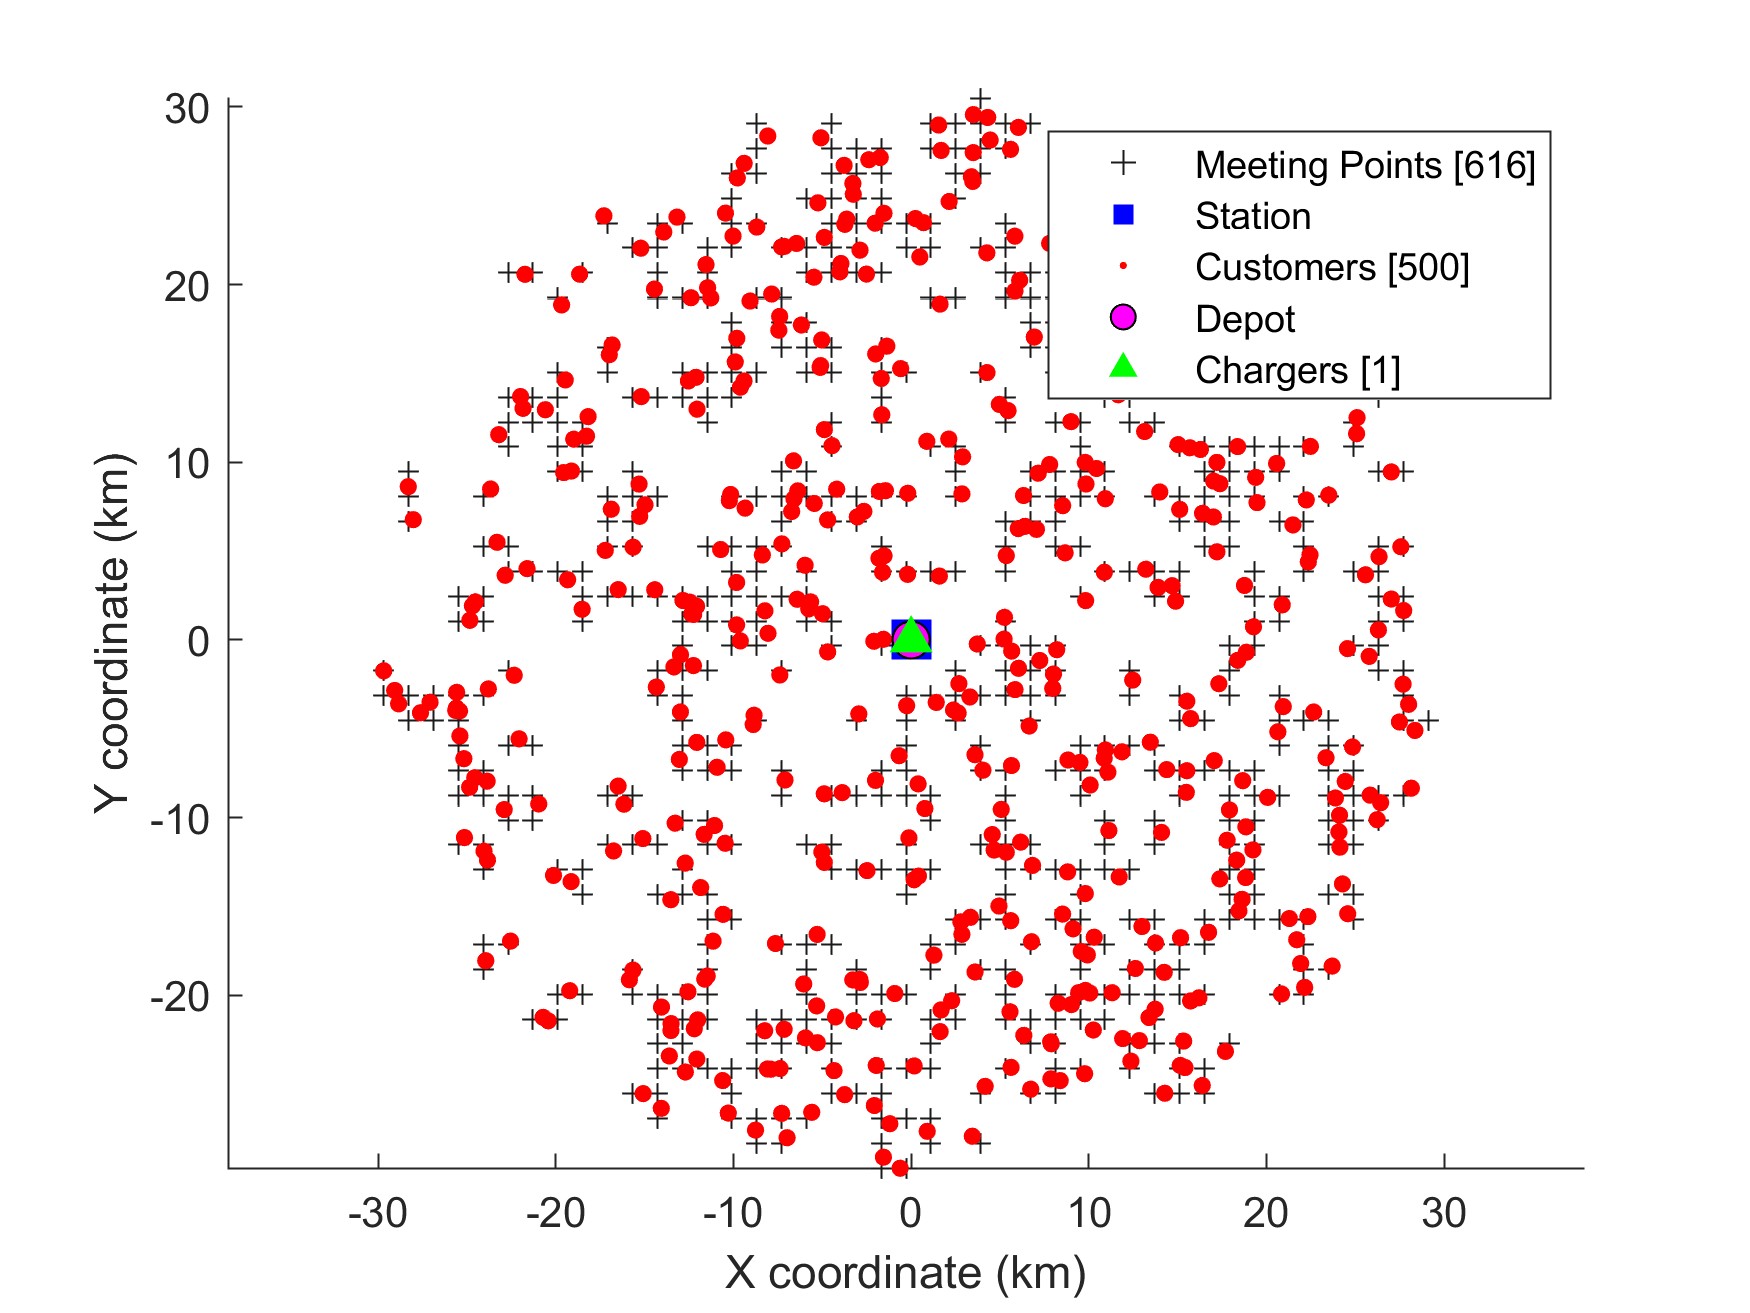 30
20
10
0
-10
-20
Y coordinate (km)
Meeting Points [616]
Station
Customers [500]
Depot
Chargers [1]
-30
-20
-10
0
10
20
30
X coordinate (km)